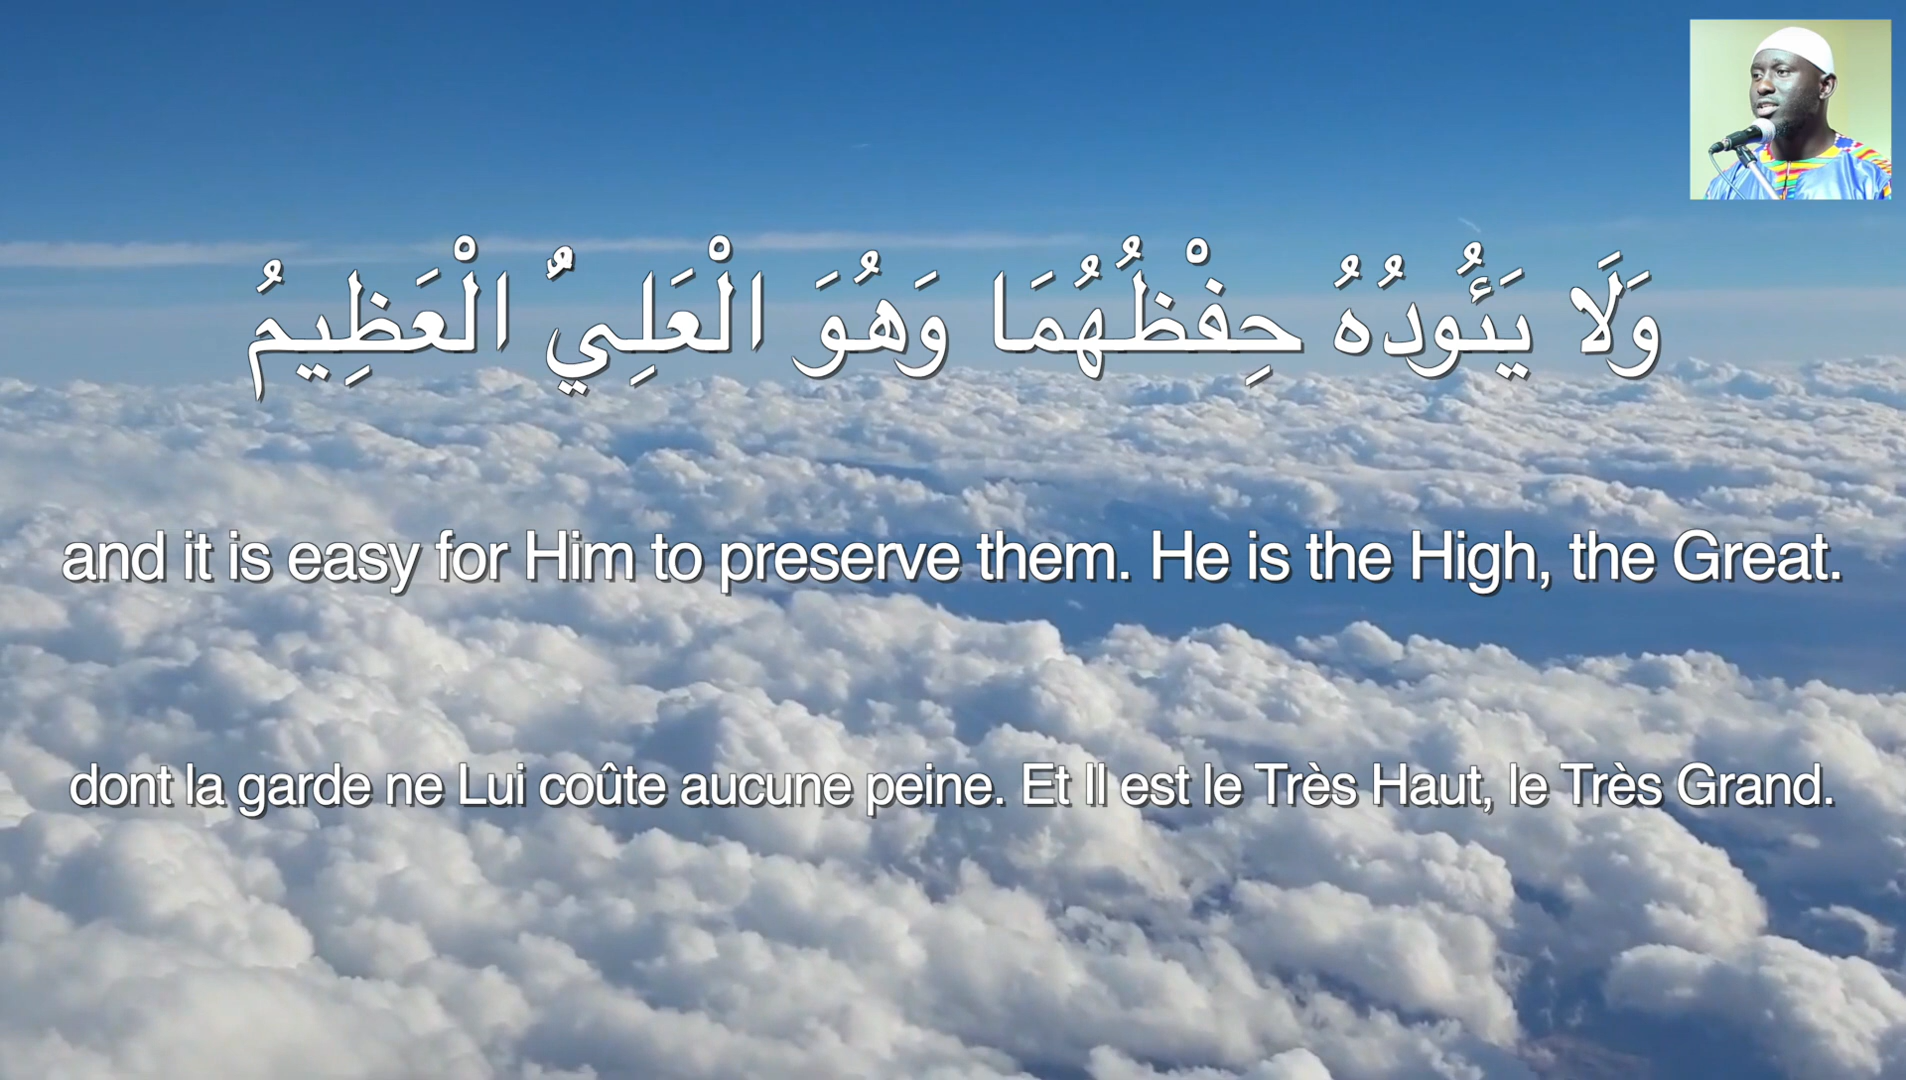 وَلَا يَئُودُهُ حِفْظُهُمَا وَهُوَ الْعَلِيُّ الْعَظِيمُ
and it is easy for Him to preserve them. He is the High, the Great.
dont la garde ne Lui coûte aucune peine. Et Il est le Très Haut, le Très Grand.